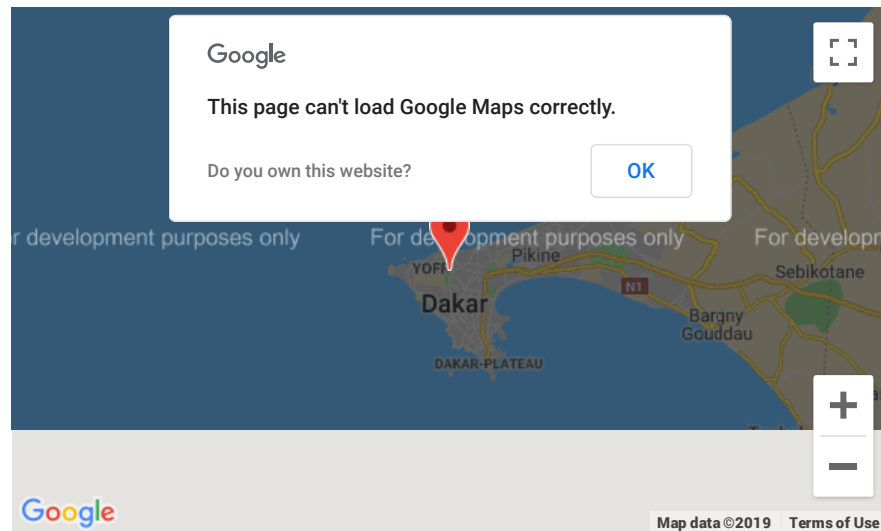 Google
This page can't load Google Maps correctly.
Do you own this website?
OK
r development purposes only
For de opment purposes only
For developm
YOFF
Pikine
Sebikotane
N1
Dakar
Bargny
Gouddau
DAKAR-PLATEAU
Google
Map data ©2019
Terms of Use